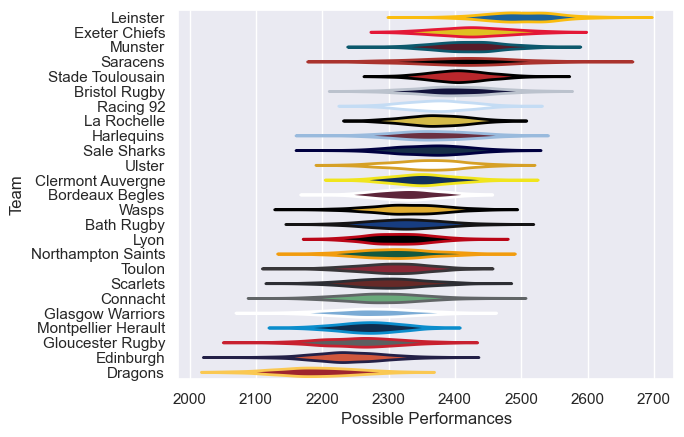 Leinster
Exeter Chiefs
Munster
Saracens
Stade Toulousain
Bristol Rugby
Racing 92
La Rochelle
Harlequins
Sale Sharks
Ulster
Clermont Auvergne
Bordeaux Begles
Wasps
Bath Rugby
Lyon
Northampton Saints
Toulon
Scarlets
Connacht
Glasgow Warriors
Montpellier Herault
Gloucester Rugby
Edinburgh
Dragons
Team
2000 2100 2200 2300 2400 2500 2600 2700
Possible Performances